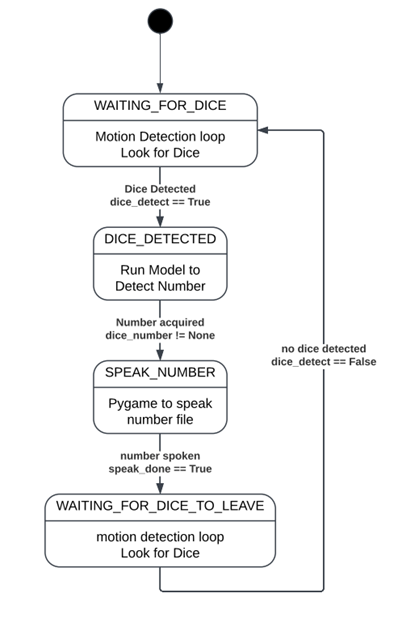 WAITING_FOR_DICE
Motion Detection loop
Look for Dice
Dice Detected
dice_detect == True
DICE_DETECTED
Run Model to
Detect Number
Number acquired
dice_number != None
no dice detected
dice_detect == False
SPEAK_NUMBER
Pygame to speak
number file
number spoken
speak_done == True
WAITING_FOR_DICE_TO_LEAVE
motion detection loop
Look for Dice